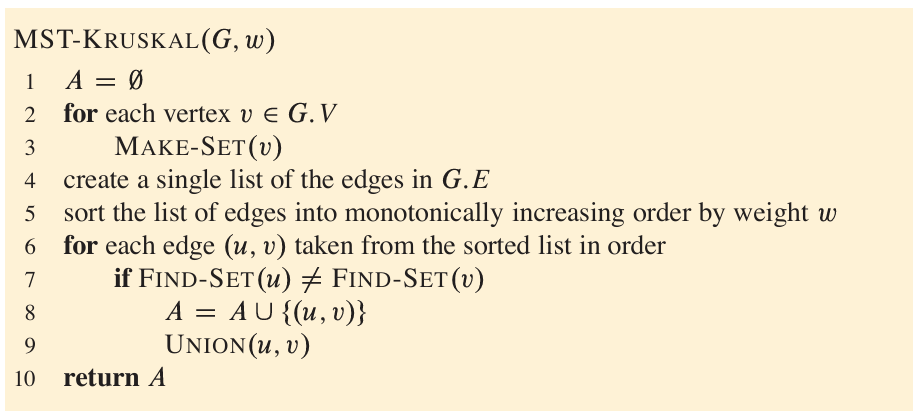 MST-KRUSKAL(G, w)
1 A = ∅
2 for each vertex v ∈ G.V
3 MAKE-SET(v)
4 create a single list of the edges in G.E
5 sort the list of edges into monotonically increasing order by weight w
6 for each edge (u, v) taken from the sorted list in order
7 if FIND-SET(u) ≠ FIND-SET(v)
8 A = A ∪ {(u, v)}
9 UNION(u, v)
10 return A